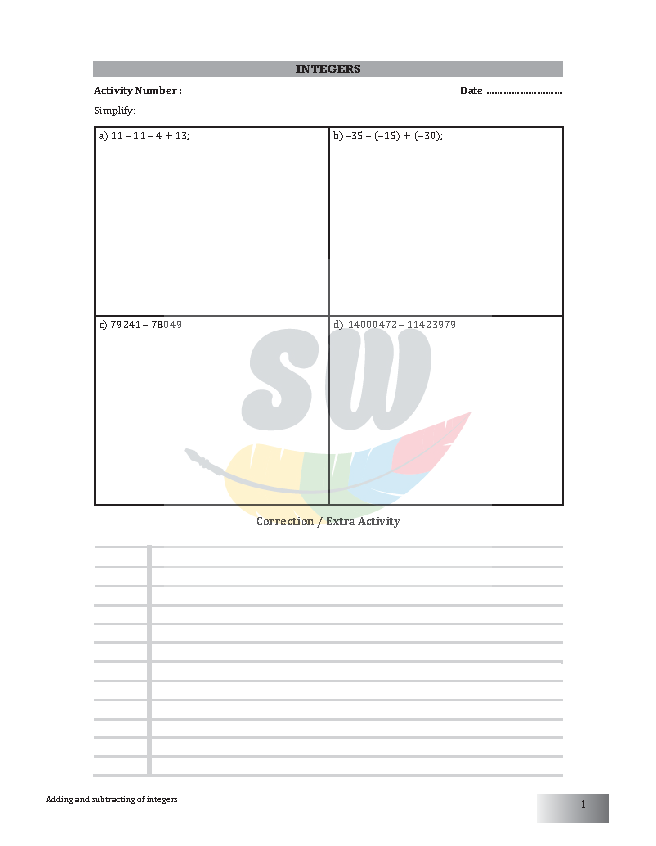 INTEGERS
Activity Number :
Date ...........................
Simplify:
a) 11 – 11 – 4 + 13;
b) –35 – (–15) + (–30);
c) 79241 – 78049
d) 14000472 – 11423979
SW
Correction / Extra Activity
Adding and subtracting of integers
1